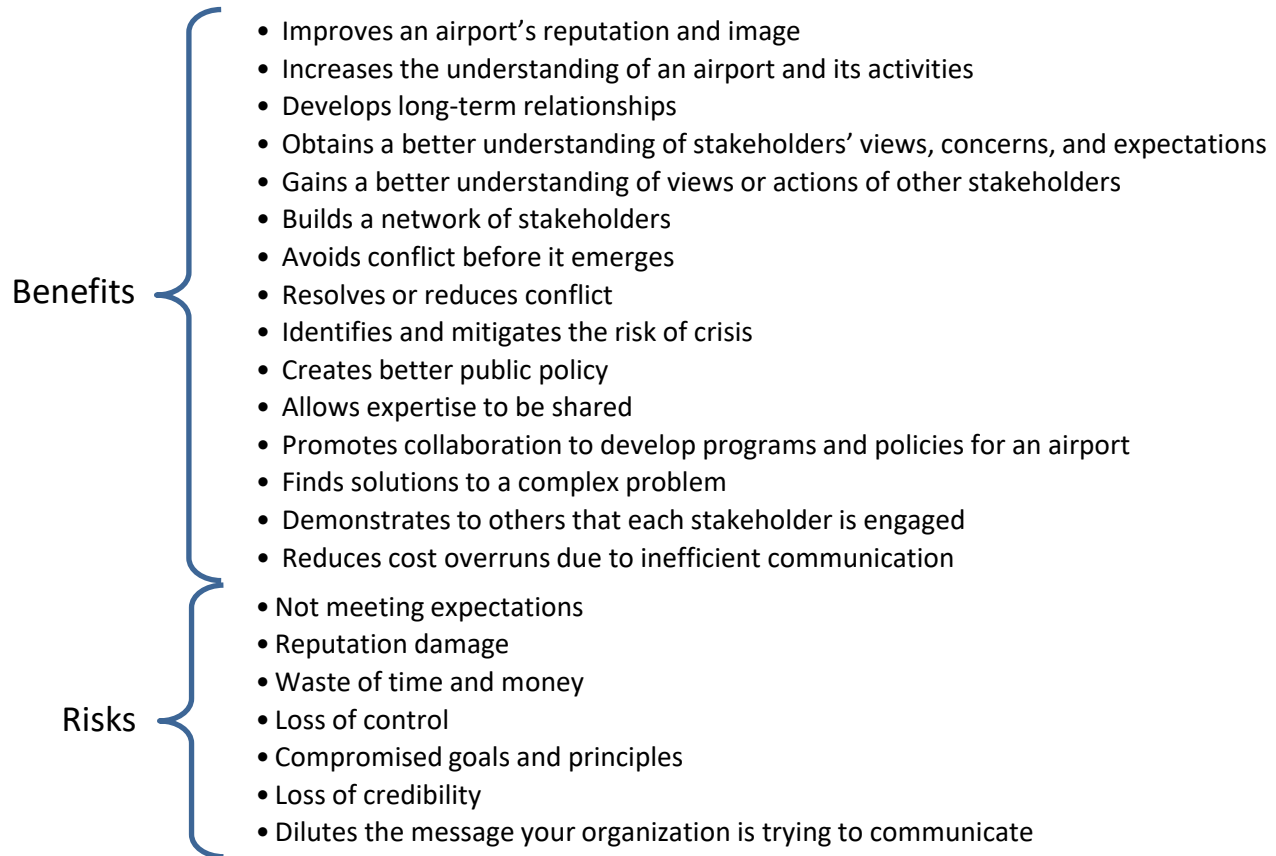 • Improves an airport’s reputation and image
• Increases the understanding of an airport and its activities
• Develops long-term relationships
• Obtains a better understanding of stakeholders’ views, concerns, and expectations
• Gains a better understanding of views or actions of other stakeholders
• Builds a network of stakeholders
• Avoids conflict before it emerges
Benefits
• Resolves or reduces conflict
• Identifies and mitigates the risk of crisis
• Creates better public policy
• Allows expertise to be shared
• Promotes collaboration to develop programs and policies for an airport
• Finds solutions to a complex problem
• Demonstrates to others that each stakeholder is engaged
• Reduces cost overruns due to inefficient communication
• Not meeting expectations
• Reputation damage
• Waste of time and money
Risks
• Loss of control
• Compromised goals and principles
• Loss of credibility
• Dilutes the message your organization is trying to communicate